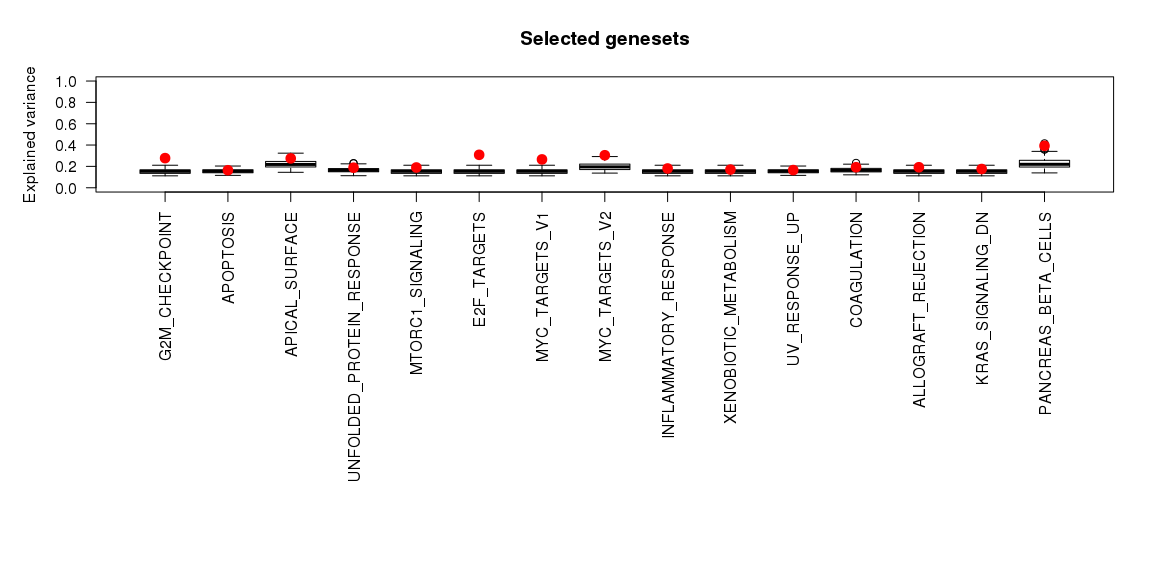 Selected genesets
Explained variance
1.0
0.8
0.6
0.4
0.2
0.0
G2M_CHECKPOINT
APOPTOSIS
APICAL_SURFACE
UNFOLDED_PROTEIN_RESPONSE
MTORC1_SIGNALING
E2F_TARGETS
MYC_TARGETS_V1
MYC_TARGETS_V2
INFLAMMATORY_RESPONSE
XENOBIOTIC_METABOLISM
UV_RESPONSE_UP
COAGULATION
ALLOGRAFT_REJECTION
KRAS_SIGNALING_DN
PANCREAS_BETA_CELLS